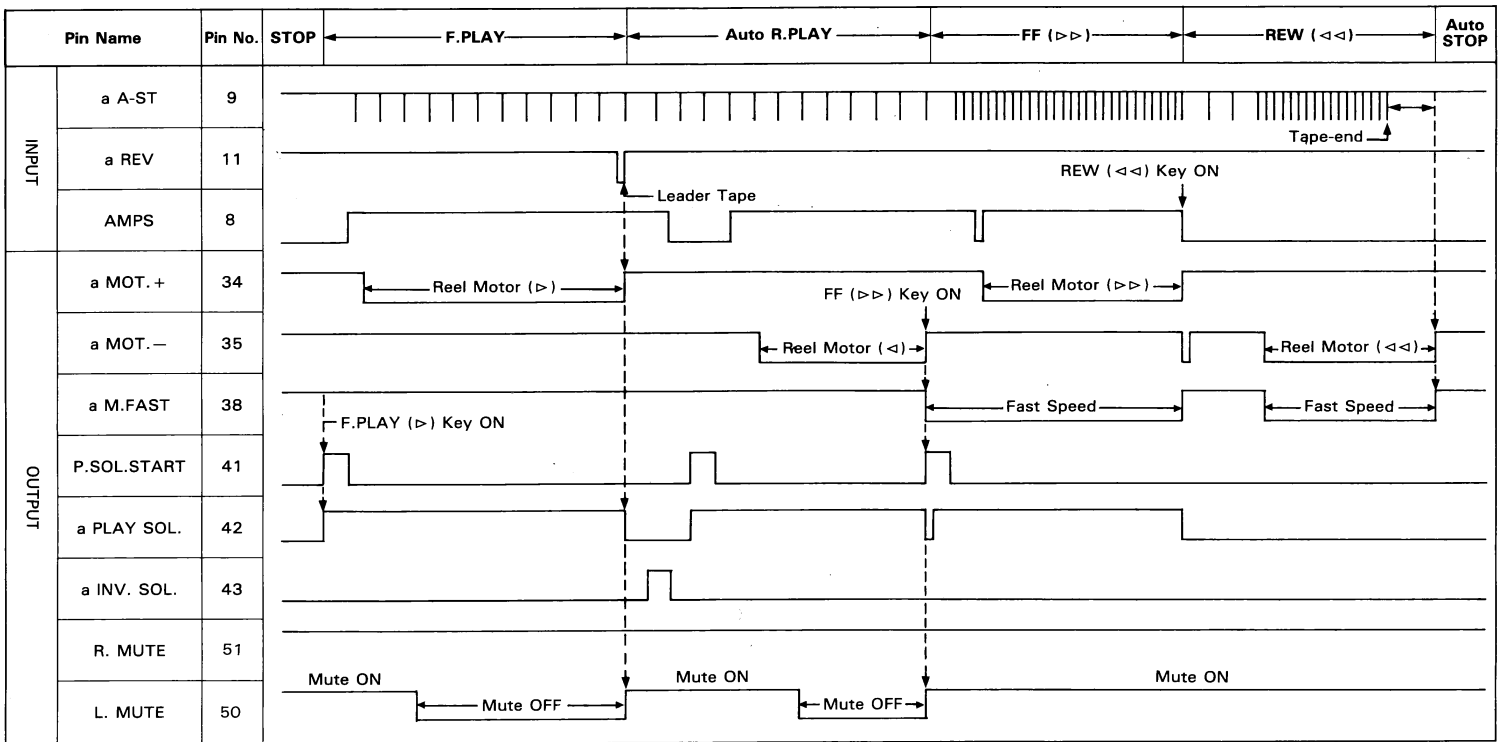 Pin Name Pin No. STOP F.PLAY Auto R.PLAY FF (▷▷) REW (◁◁) Auto STOP
INPUT
a A-ST 9
Tape-end
a REV 11
REW (◁◁) Key ON
Leader Tape
AMPS 8
OUTPUT
a MOT.+ 34 Reel Motor (▷) Reel Motor (▷▷)
FF (▷▷) Key ON
a MOT.− 35 Reel Motor (◁) Reel Motor (◁◁)
a M.FAST 38 Fast Speed Fast Speed
F.PLAY (▷) Key ON
P.SOL.START 41
a PLAY SOL. 42
a INV. SOL. 43
R. MUTE 51
Mute ON Mute ON Mute ON
L. MUTE 50 Mute OFF Mute OFF